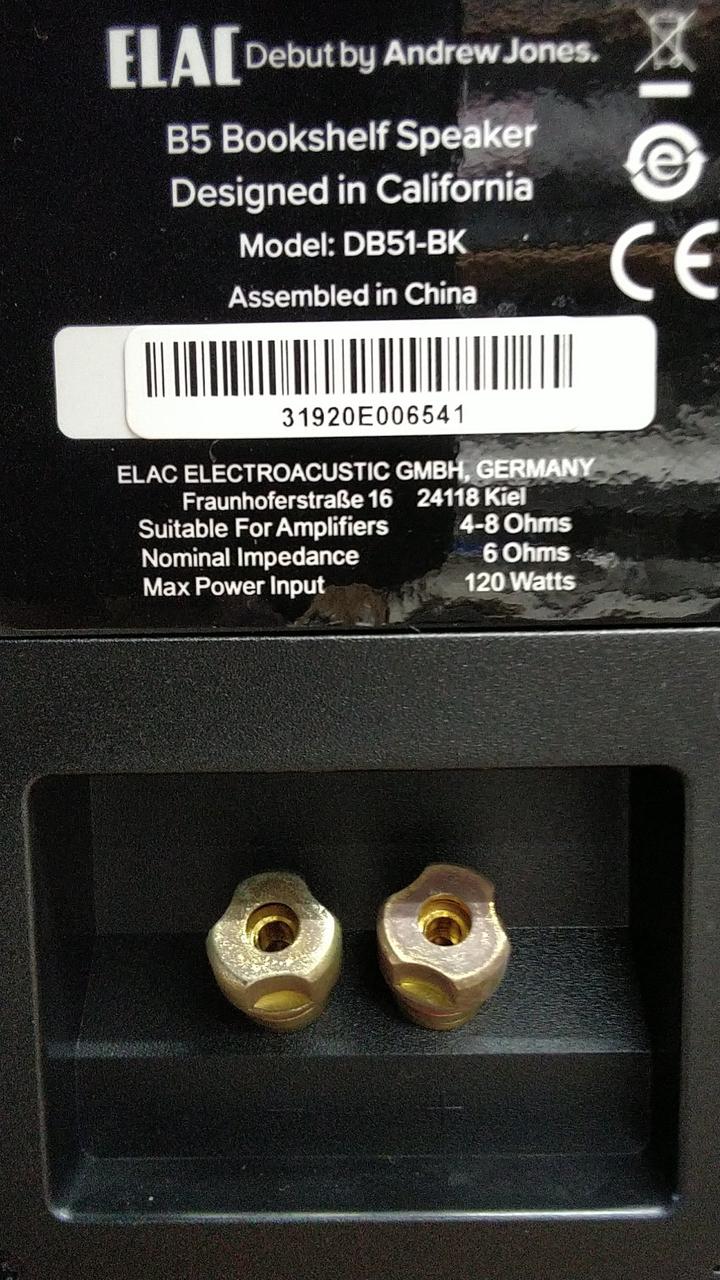 ELAC Debut by Andrew Jones.
B5 Bookshelf Speaker
Designed in California
Model: DB51-BK
Assembled in China
CE
31920E006541
ELAC ELECTROACUSTIC GMBH, GERMANY
Fraunhoferstraße 16 24118 Kiel
Suitable For Amplifiers 4-8 Ohms
Nominal Impedance 6 Ohms
Max Power Input 120 Watts